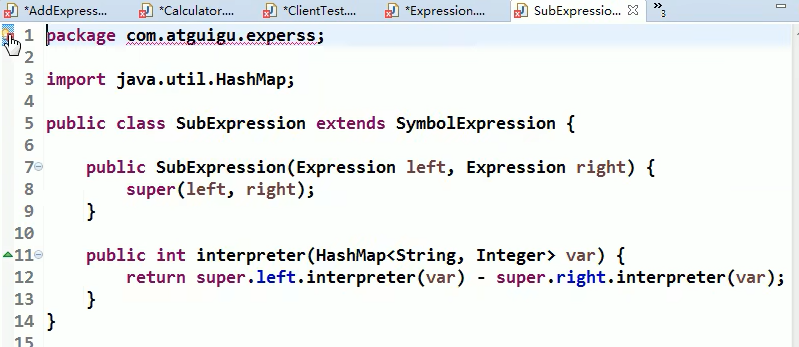 *AddExpress... *Calculator.... *ClientTest.... *Expression.... SubExpressio... »3
1 package com.atguigu.experss;
2
3 import java.util.HashMap;
4
5 public class SubExpression extends SymbolExpression {
6
7 public SubExpression(Expression left, Expression right) {
8 super(left, right);
9 }
10
11 public int interpreter(HashMap<String, Integer> var) {
12 return super.left.interpreter(var) - super.right.interpreter(var);
13 }
14 }
15